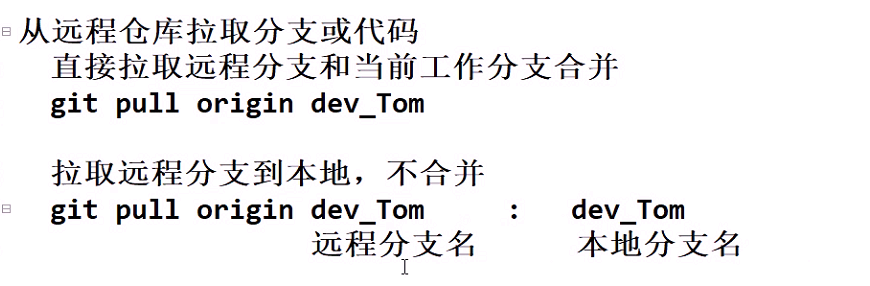 从远程仓库拉取分支或代码
直接拉取远程分支和当前工作分支合并
git pull origin dev_Tom
拉取远程分支到本地，不合并
git pull origin dev_Tom : dev_Tom
远程分支名 本地分支名